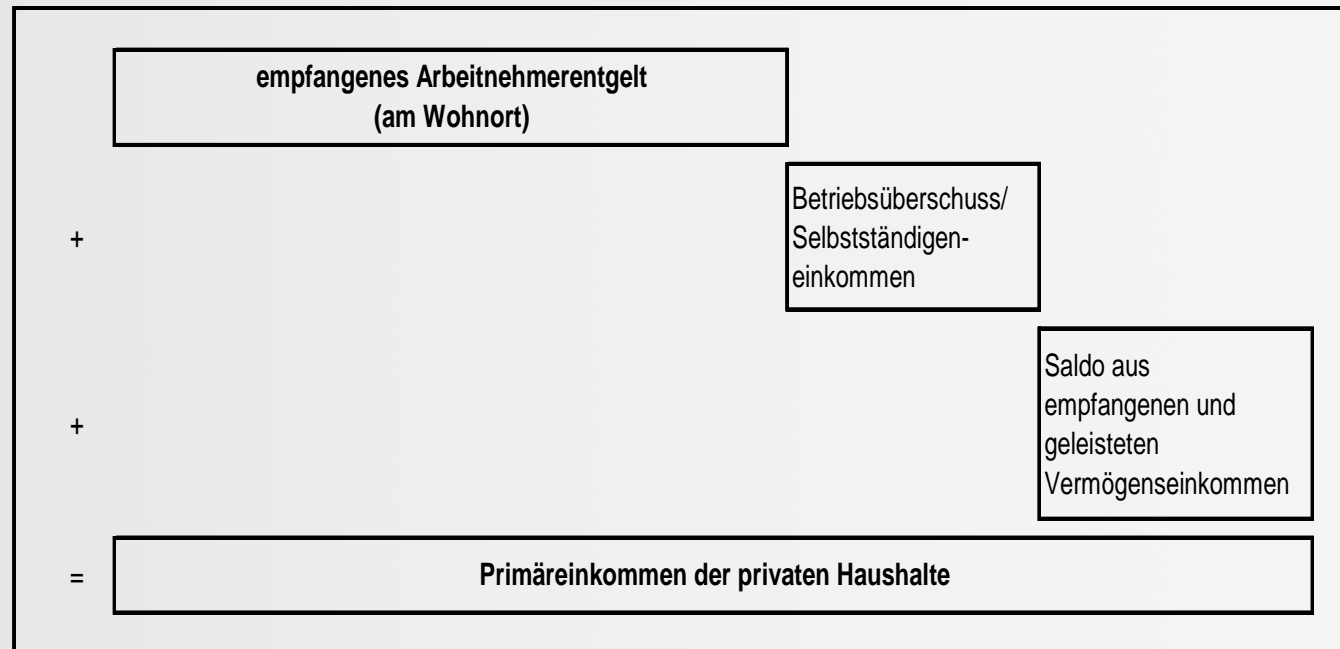 empfangenes Arbeitnehmerentgelt
(am Wohnort)
+
Betriebsüberschuss/
Selbstständigen-
einkommen
+
Saldo aus
empfangenen und
geleisteten
Vermögenseinkommen
=
Primäreinkommen der privaten Haushalte